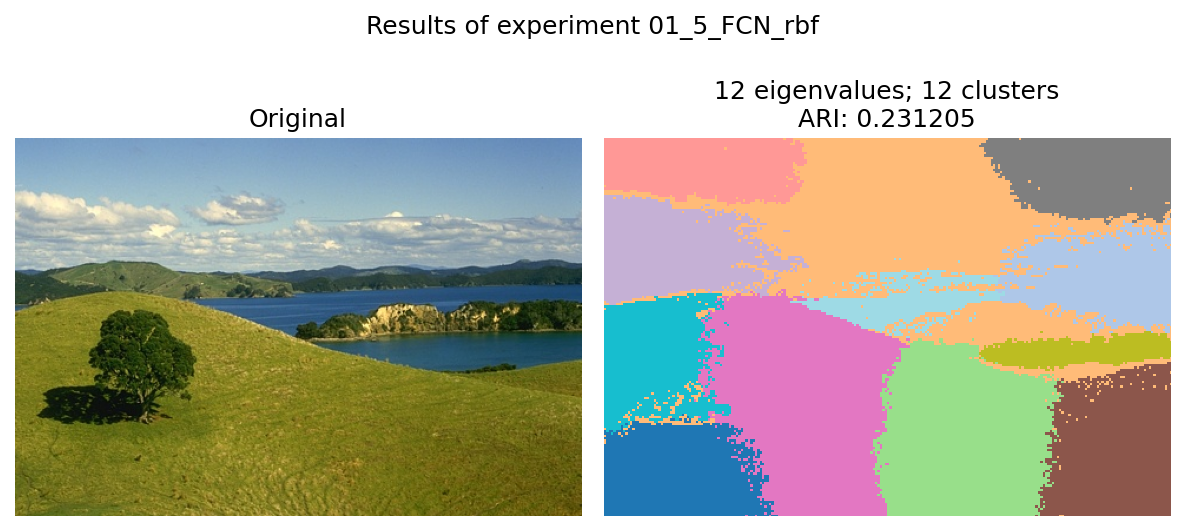 Results of experiment 01_5_FCN_rbf
Original
12 eigenvalues; 12 clusters
ARI: 0.231205